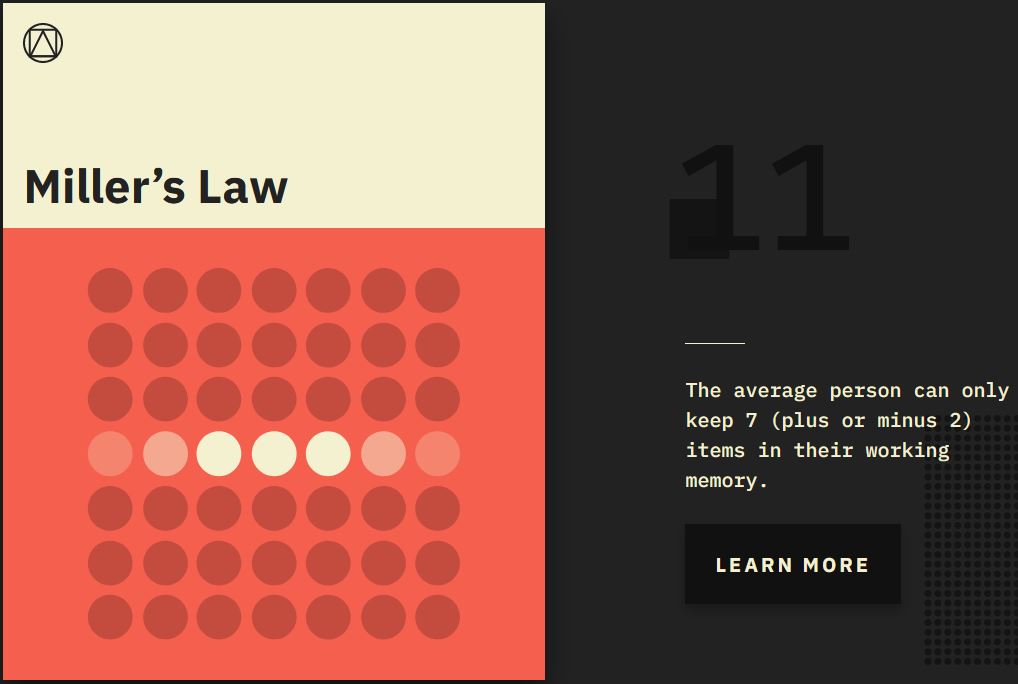 Miller’s Law
11
The average person can only
keep 7 (plus or minus 2)
items in their working
memory.
LEARN MORE